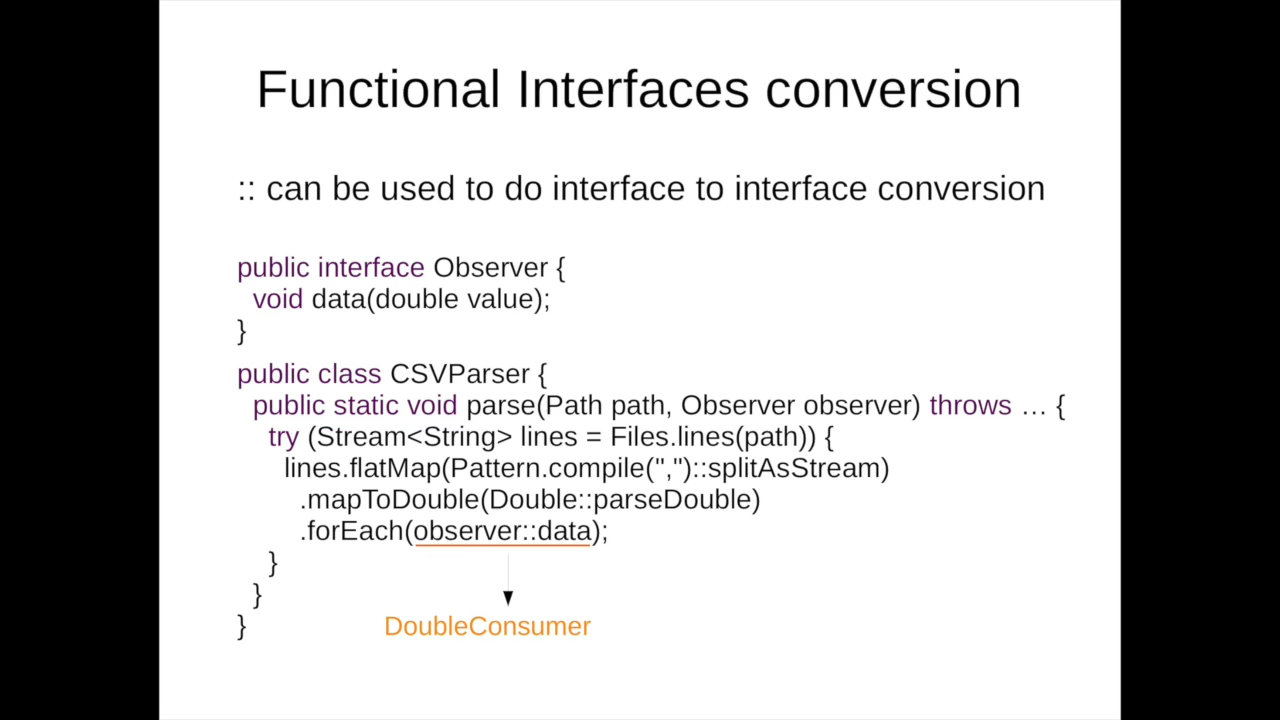 Functional Interfaces conversion
:: can be used to do interface to interface conversion
public interface Observer {
void data(double value);
}
public class CSVParser {
public static void parse(Path path, Observer observer) throws … {
try (Stream<String> lines = Files.lines(path)) {
lines.flatMap(Pattern.compile(",")::splitAsStream)
.mapToDouble(Double::parseDouble)
.forEach(observer::data);
}
}
}
DoubleConsumer